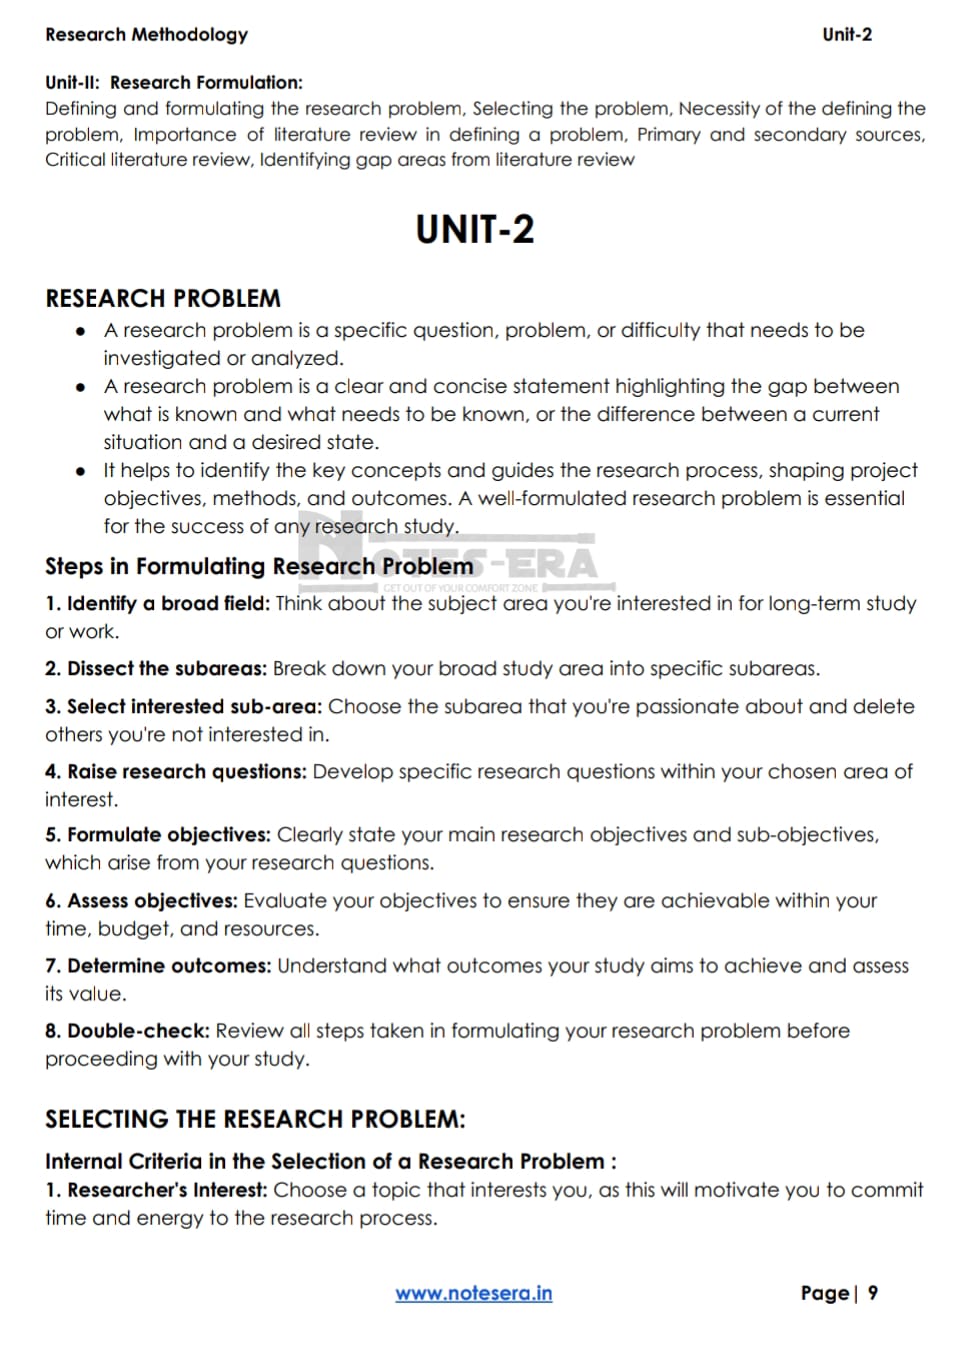 Research Methodology Unit-2
Unit-II: Research Formulation:
Defining and formulating the research problem, Selecting the problem, Necessity of the defining the
problem, Importance of literature review in defining a problem, Primary and secondary sources,
Critical literature review, Identifying gap areas from literature review
UNIT-2
RESEARCH PROBLEM
● A research problem is a specific question, problem, or difficulty that needs to be
investigated or analyzed.
● A research problem is a clear and concise statement highlighting the gap between
what is known and what needs to be known, or the difference between a current
situation and a desired state.
● It helps to identify the key concepts and guides the research process, shaping project
objectives, methods, and outcomes. A well-formulated research problem is essential
for the success of any research study.
NOTES-ERA
GET OUT OF YOUR COMFORT ZONE
Steps in Formulating Research Problem
1. Identify a broad field: Think about the subject area you're interested in for long-term study
or work.
2. Dissect the subareas: Break down your broad study area into specific subareas.
3. Select interested sub-area: Choose the subarea that you're passionate about and delete
others you're not interested in.
4. Raise research questions: Develop specific research questions within your chosen area of
interest.
5. Formulate objectives: Clearly state your main research objectives and sub-objectives,
which arise from your research questions.
6. Assess objectives: Evaluate your objectives to ensure they are achievable within your
time, budget, and resources.
7. Determine outcomes: Understand what outcomes your study aims to achieve and assess
its value.
8. Double-check: Review all steps taken in formulating your research problem before
proceeding with your study.
SELECTING THE RESEARCH PROBLEM:
Internal Criteria in the Selection of a Research Problem :
1. Researcher's Interest: Choose a topic that interests you, as this will motivate you to commit
time and energy to the research process.
www.notesera.in Page| 9